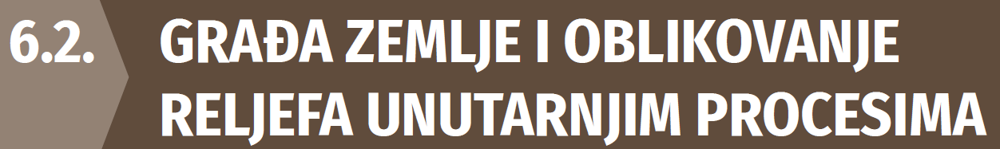 6.2. GRAĐA ZEMLJE I OBLIKOVANJE
RELJEFA UNUTARNJIM PROCESIMA